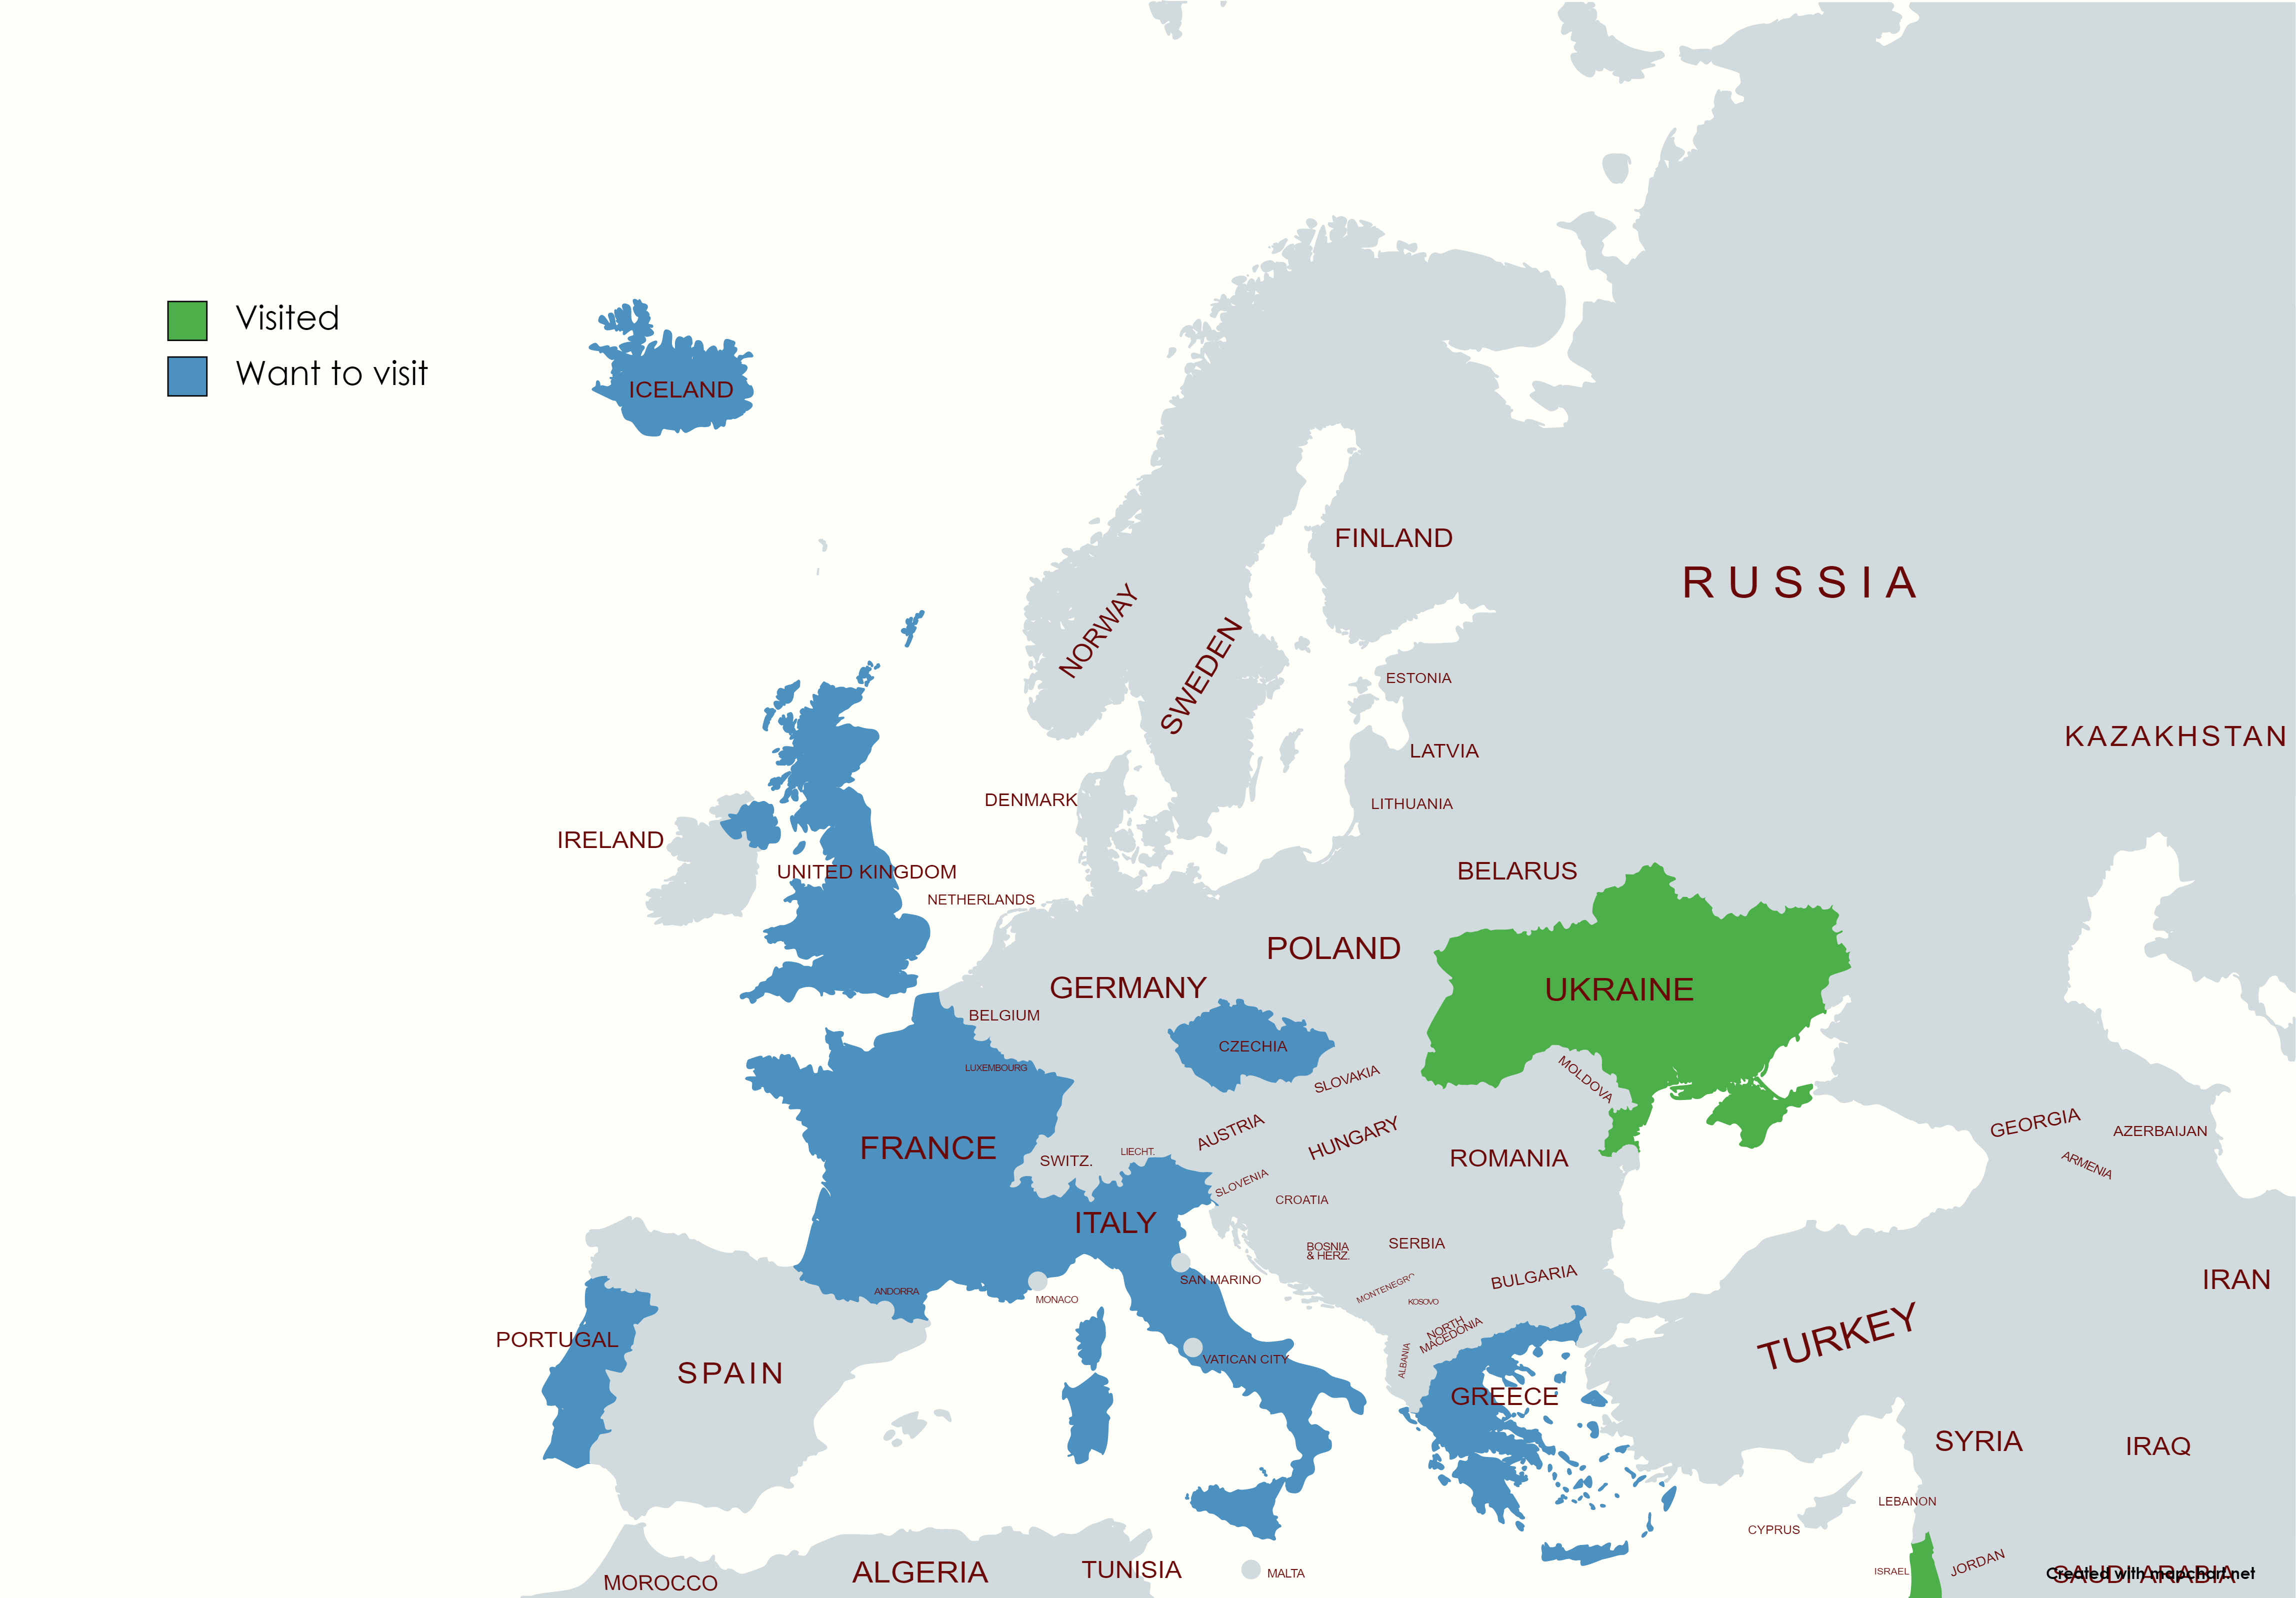 Visited
Want to visit
ICELAND
FINLAND
RUSSIA
NORWAY
SWEDEN
ESTONIA
KAZAKHSTAN
LATVIA
DENMARK
LITHUANIA
IRELAND
UNITED KINGDOM
BELARUS
NETHERLANDS
POLAND
GERMANY
UKRAINE
BELGIUM
CZECHIA
LUXEMBOURG
SLOVAKIA
MOLDOVA
FRANCE
AUSTRIA
HUNGARY
GEORGIA
AZERBAIJAN
SWITZ.
LIECHT.
ROMANIA
ARMENIA
SLOVENIA
CROATIA
ITALY
BOSNIA
& HERZ.
SERBIA
SAN MARINO
BULGARIA
IRAN
ANDORRA
MONACO
MONTENEGRO
KOSOVO
PORTUGAL
NORTH
MACEDONIA
TURKEY
VATICAN CITY
ALBANIA
SPAIN
GREECE
SYRIA
IRAQ
LEBANON
CYPRUS
MOROCCO
ALGERIA
TUNISIA
MALTA
ISRAEL
JORDAN
SAUDI ARABIA
Created with mapchart.net